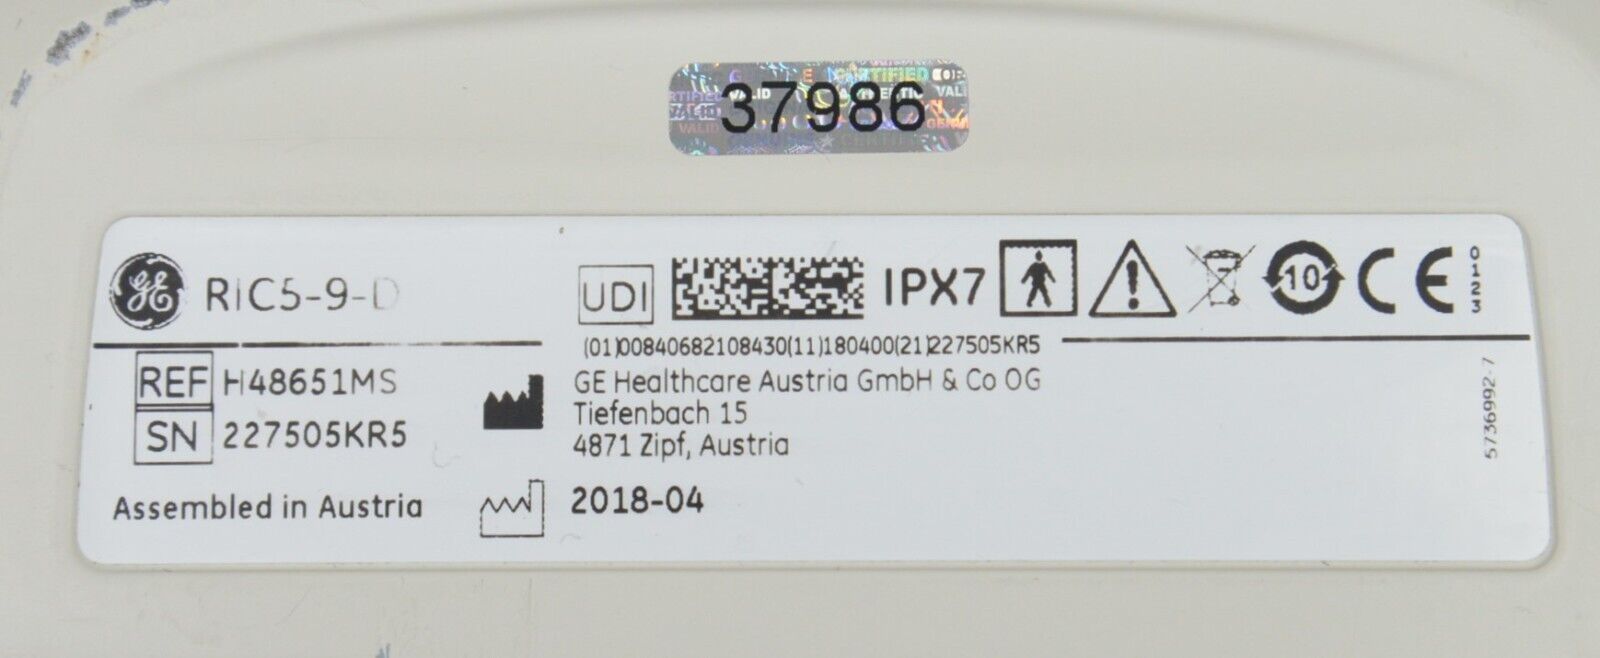 37986
GE RIC5-9-D
UDI
IPX7
10
CE
0123
(01)00840682108430(11)180400(21)227505KR5
REF H48651MS
SN 227505KR5
GE Healthcare Austria GmbH & Co OG
Tiefenbach 15
4871 Zipf, Austria
Assembled in Austria
2018-04
5736992-7